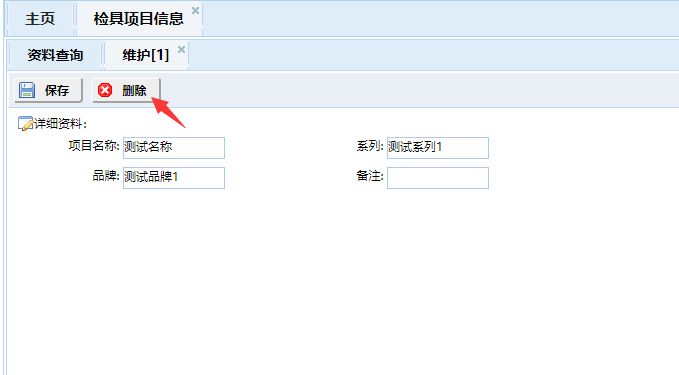 主页 检具项目信息
资料查询 维护[1]
保存 删除
详细资料:
项目名称: 测试名称 系列: 测试系列1
品牌: 测试品牌1 备注: